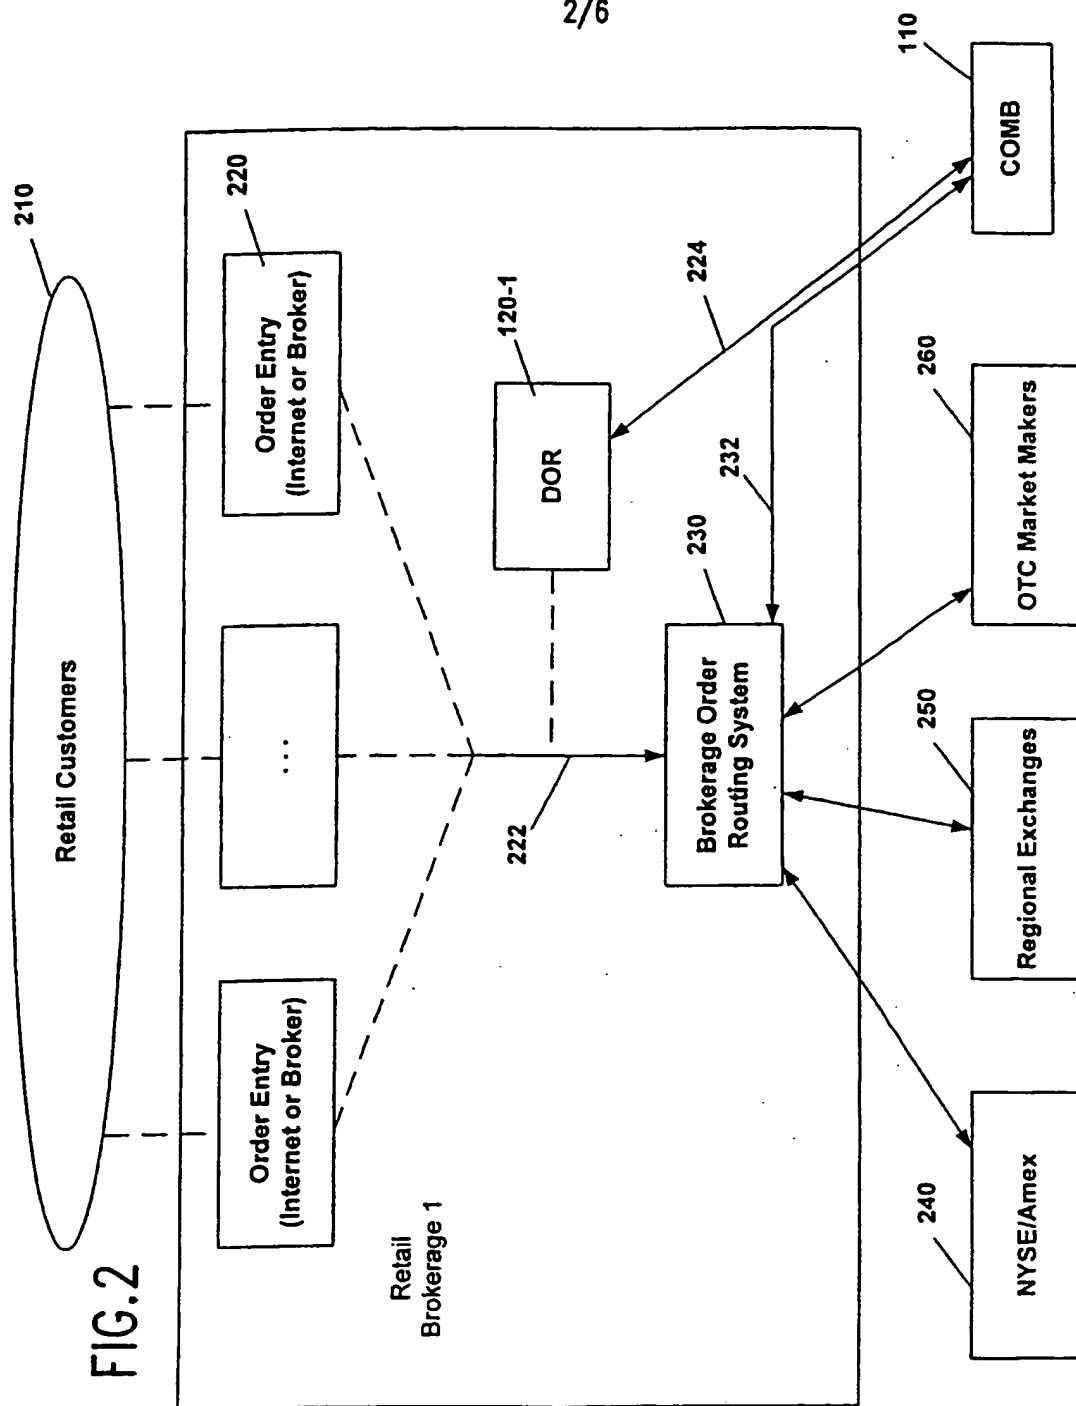 2/6
FIG.2
Retail Customers
210
Order Entry
(Internet or Broker)
...
Order Entry
(Internet or Broker)
220
Retail
Brokerage 1
222
DOR
120-1
224
Brokerage Order
Routing System
230
232
NYSE/Amex
240
Regional Exchanges
250
OTC Market Makers
260
COMB
110